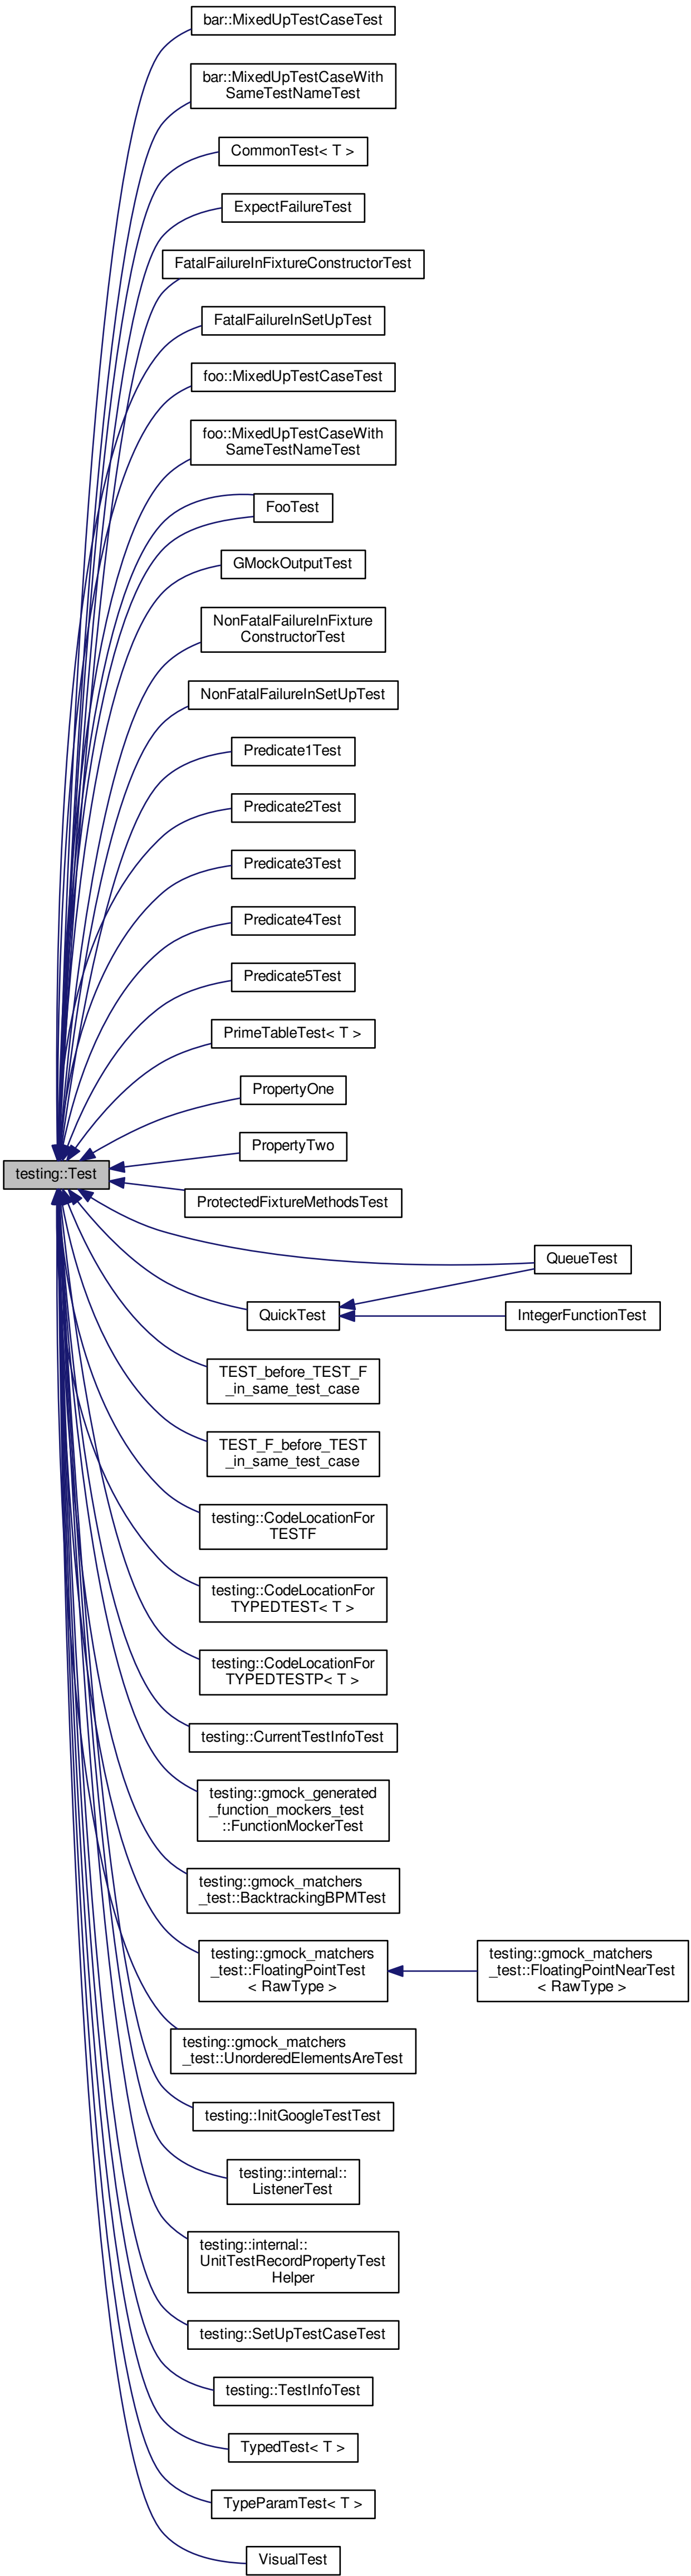 bar::MixedUpTestCaseTest
bar::MixedUpTestCaseWith
SameTestNameTest
CommonTest< T >
ExpectFailureTest
FatalFailureInFixtureConstructorTest
FatalFailureInSetUpTest
foo::MixedUpTestCaseTest
foo::MixedUpTestCaseWith
SameTestNameTest
FooTest
GMockOutputTest
NonFatalFailureInFixture
ConstructorTest
NonFatalFailureInSetUpTest
Predicate1Test
Predicate2Test
Predicate3Test
Predicate4Test
Predicate5Test
PrimeTableTest< T >
PropertyOne
PropertyTwo
testing::Test
ProtectedFixtureMethodsTest
QueueTest
QuickTest
IntegerFunctionTest
TEST_before_TEST_F
_in_same_test_case
TEST_F_before_TEST
_in_same_test_case
testing::CodeLocationFor
TESTF
testing::CodeLocationFor
TYPEDTEST< T >
testing::CodeLocationFor
TYPEDTESTP< T >
testing::CurrentTestInfoTest
testing::gmock_generated
_function_mockers_test
::FunctionMockerTest
testing::gmock_matchers
_test::BacktrackingBPMTest
testing::gmock_matchers
_test::FloatingPointTest
< RawType >
testing::gmock_matchers
_test::FloatingPointNearTest
< RawType >
testing::gmock_matchers
_test::UnorderedElementsAreTest
testing::InitGoogleTestTest
testing::internal::
ListenerTest
testing::internal::
UnitTestRecordPropertyTest
Helper
testing::SetUpTestCaseTest
testing::TestInfoTest
TypedTest< T >
TypeParamTest< T >
VisualTest